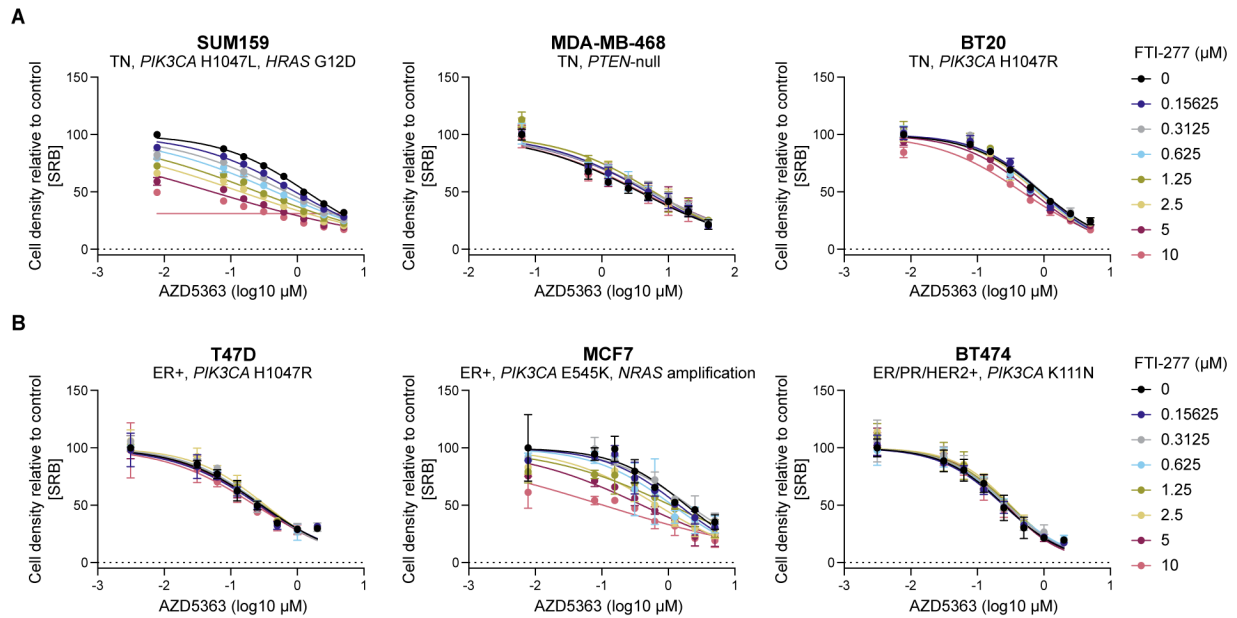 A
SUM159
TN, PIK3CA H1047L, HRAS G12D
MDA-MB-468
TN, PTEN-null
BT20
TN, PIK3CA H1047R
FTI-277 (µM)
0
0.15625
0.3125
0.625
1.25
2.5
5
10
Cell density relative to control
[SRB]
150
100
50
0
-3
-2
-1
0
1
AZD5363 (log10 µM)
Cell density relative to control
[SRB]
150
100
50
0
-2
-1
0
1
2
AZD5363 (log10 µM)
Cell density relative to control
[SRB]
150
100
50
0
-3
-2
-1
0
1
AZD5363 (log10 µM)
B
T47D
ER+, PIK3CA H1047R
MCF7
ER+, PIK3CA E545K, NRAS amplification
BT474
ER/PR/HER2+, PIK3CA K111N
FTI-277 (µM)
0
0.15625
0.3125
0.625
1.25
2.5
5
10
Cell density relative to control
[SRB]
150
100
50
0
-3
-2
-1
0
1
AZD5363 (log10 µM)
Cell density relative to control
[SRB]
150
100
50
0
-3
-2
-1
0
1
AZD5363 (log10 µM)
Cell density relative to control
[SRB]
150
100
50
0
-4
-3
-2
-1
0
1
AZD5363 (log10 µM)